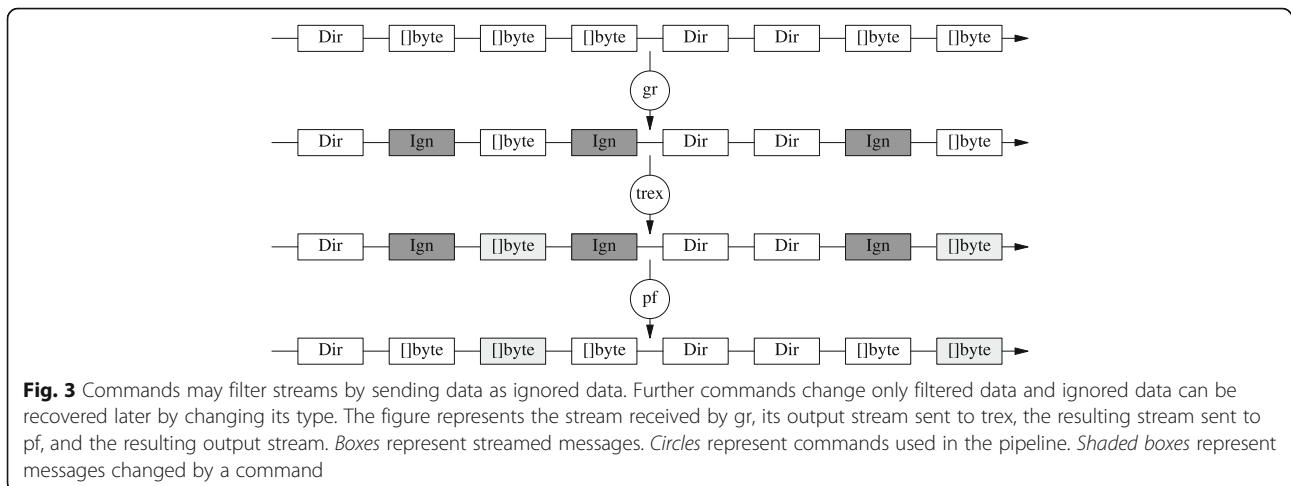 Dir []byte []byte []byte Dir Dir []byte []byte
gr
Dir Ign []byte Ign Dir Dir Ign []byte
trex
Dir Ign []byte Ign Dir Dir Ign []byte
pf
Dir []byte []byte []byte Dir Dir []byte []byte
Fig. 3 Commands may filter streams by sending data as ignored data. Further commands change only filtered data and ignored data can be
recovered later by changing its type. The figure represents the stream received by gr, its output stream sent to trex, the resulting stream sent to
pf, and the resulting output stream. Boxes represent streamed messages. Circles represent commands used in the pipeline. Shaded boxes represent
messages changed by a command